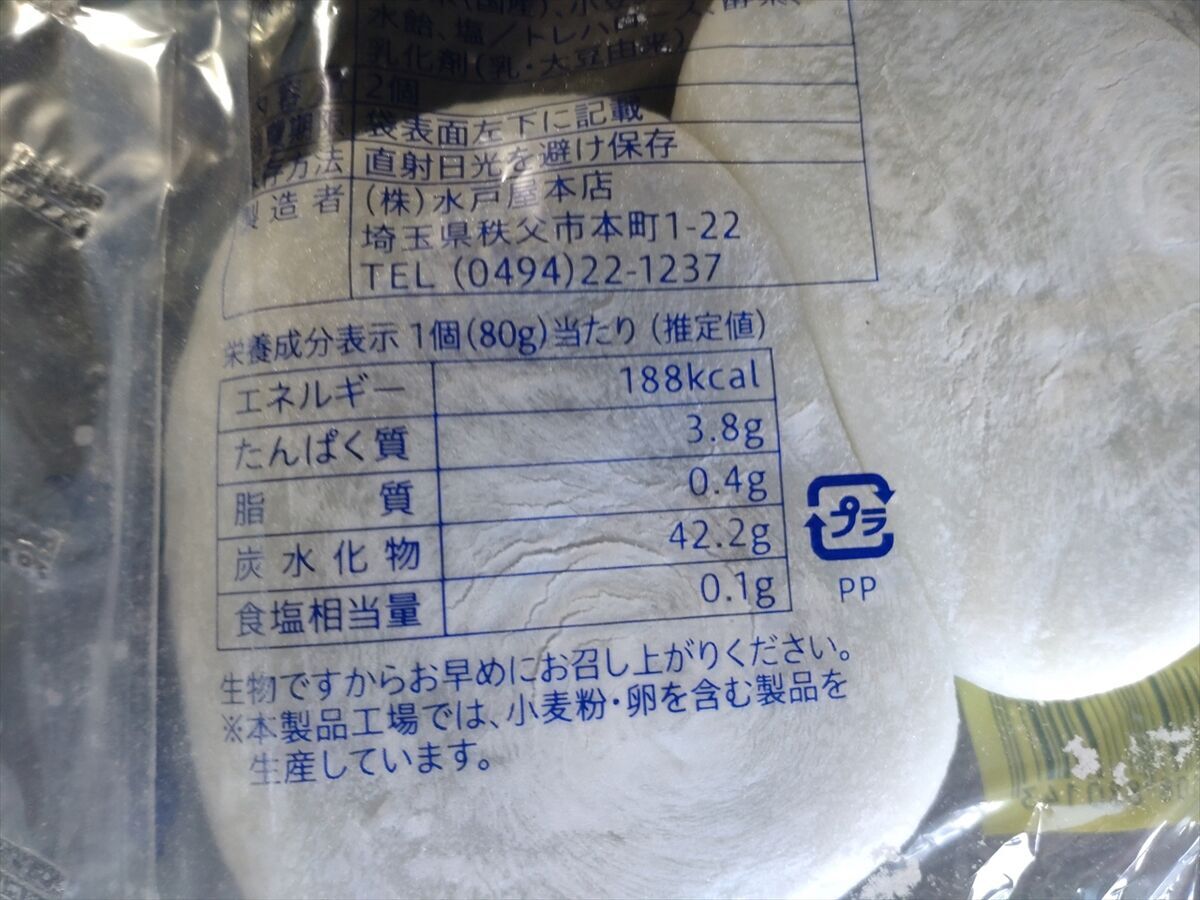 水飴、塩/トレハロース、
乳化剤(乳・大豆由来)
2個
袋表面左下に記載
存方法 直射日光を避け保存
製造者 (株)水戸屋本店
埼玉県秩父市本町1-22
TEL (0494)22-1237
栄養成分表示 1個(80g)当たり (推定値)
エネルギー 188kcal
たんぱく質 3.8g
脂質 0.4g
炭水化物 42.2g
食塩相当量 0.1g
プラ
PP
生物ですからお早めにお召し上がりください。
※本製品工場では、小麦粉・卵を含む製品を
生産しています。